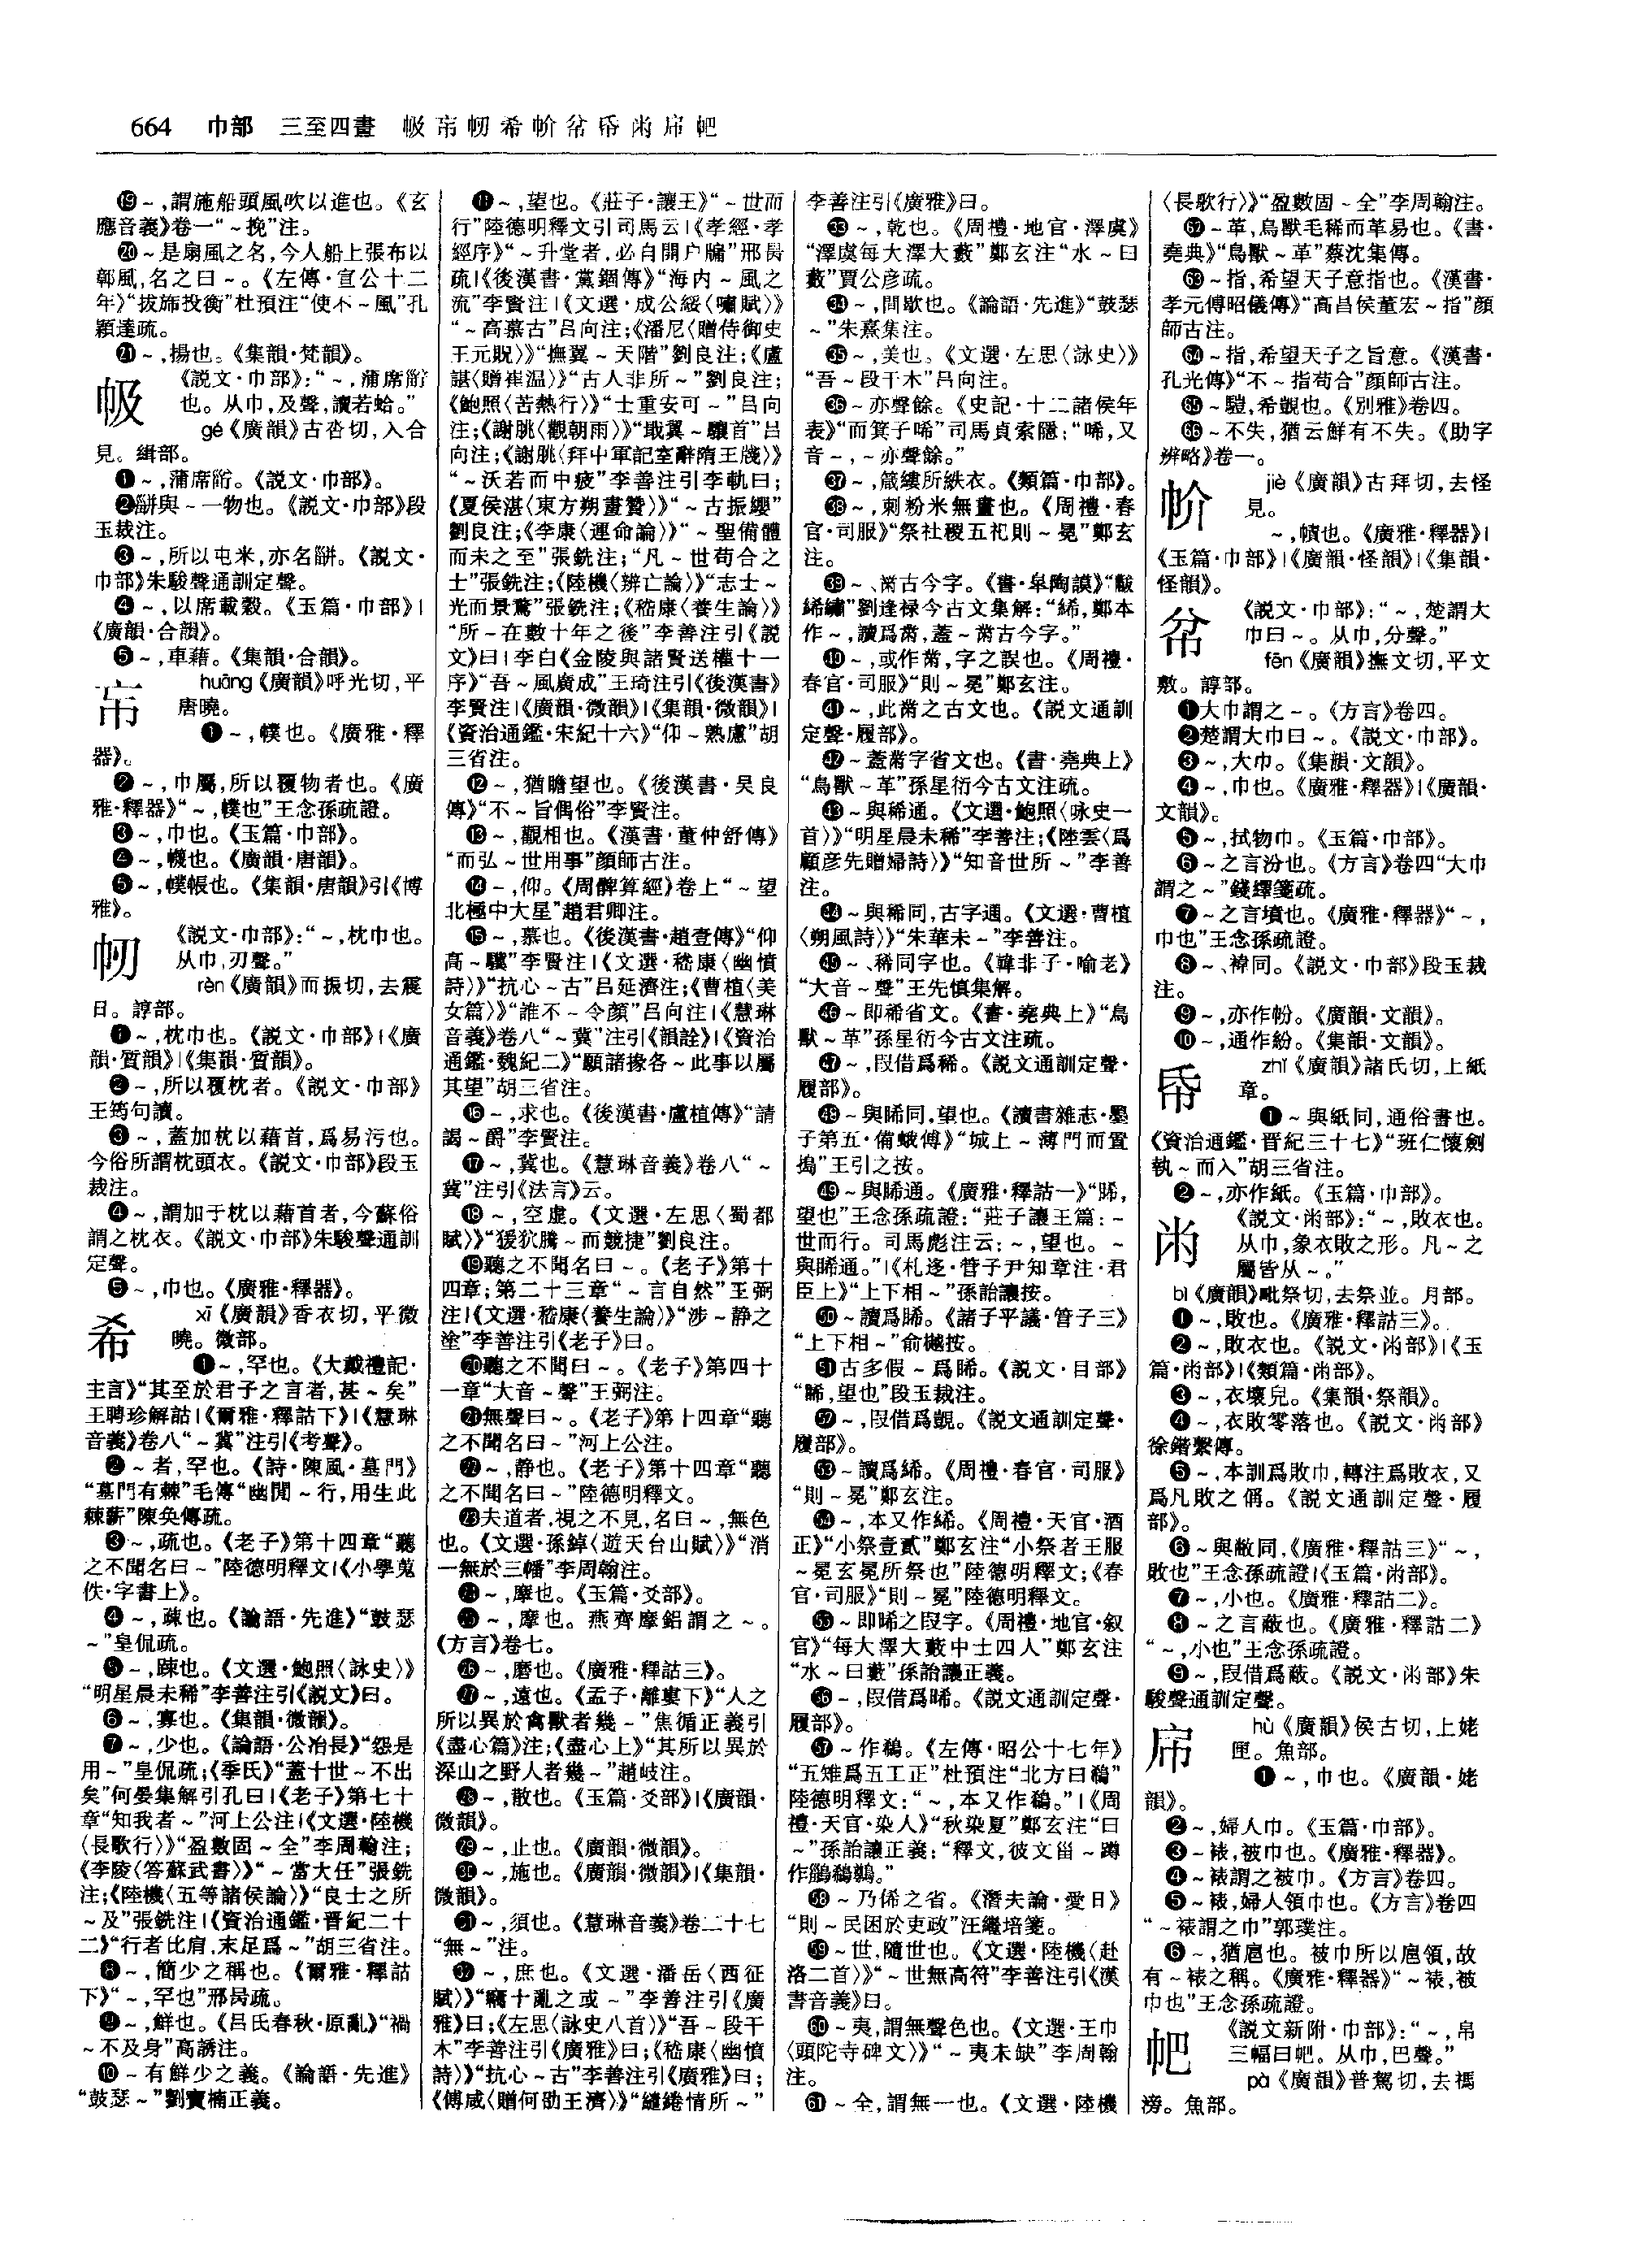 664 巾部 三至四畫 㠷㡃㠴希㠹帉帋㡀㡇帊
⓳～,謂施船頭風吹以進也。《玄
應音義》卷一“～挽”注。
⓴～是扇風之名,今人船上張布以
鄣風,名之曰～。《左傳·宣公十二
年》“拔旆投衡”杜預注“使不～風”孔
穎達疏。
㉑～,揚也。《集韻·梵韻》。
《説文·巾部》:“～,蒲席㡒
也。从巾,及聲,讀若蛤。”
gé《廣韻》古沓切,入合
見。緝部。
❶～,蒲席㡒。《説文·巾部》。
❷㡒與～一物也。《説文·巾部》段
玉裁注。
❸～,所以屯米,亦名㡒。《説文·
巾部》朱駿聲通訓定聲。
❹～,以席載穀。《玉篇·巾部》|
《廣韻·合韻》。
❺～,車藉。《集韻·合韻》。
huāng《廣韻》呼光切,平
唐曉。
❶～,幞也。《廣雅·釋
器》。
❷～,巾屬,所以覆物者也。《廣
雅·釋器》“～,幞也”王念孫疏證。
❸～,巾也。《玉篇·巾部》。
❹～,幭也。《廣韻·唐韻》。
❺～,幞帳也。《集韻·唐韻》引《博
雅》。
《説文·巾部》:“～,枕巾也。
从巾,刃聲。”
rèn《廣韻》而振切,去震
日。諄部。
❶～,枕巾也。《説文·巾部》|《廣
韻·質韻》|《集韻·質韻》。
❷～,所以覆枕者。《説文·巾部》
王筠句讀。
❸～,蓋加枕以藉首,爲易污也。
今俗所謂枕頭衣。《説文·巾部》段玉
裁注。
❹～,謂加于枕以藉首者,今蘇俗
謂之枕衣。《説文·巾部》朱駿聲通訓
定聲。
❺～,巾也。《廣雅·釋器》。
希
xī《廣韻》香衣切,平微
曉。微部。
❶～,罕也。《大戴禮記·
主言》“其至於君子之言者,甚～矣”
王聘珍解詁|《爾雅·釋詁下》|《慧琳
音義》卷八“～冀”注引《考聲》。
❷～者,罕也。《詩·陳風·墓門》
“墓門有棘”毛傳“幽閒～行,用生此
棘薪”陳奂傳疏。
❸～,疏也。《老子》第十四章“聽
之不聞名曰～”陸德明釋文|《小學蒐
佚·字書上》。
❹～,疎也。《論語·先進》“鼓瑟
～”皇侃疏。
❺～,踈也。《文選·鮑照〈詠史〉》
“明星晨未稀”李善注引《説文》曰。
❻～,寡也。《集韻·微韻》。
❼～,少也。《論語·公冶長》“怨是
用～”皇侃疏;《季氏》“蓋十世～不出
矣”何晏集解引孔曰|《老子》第七十
章“知我者～”河上公注|《文選·陸機
〈長歌行〉》“盈數固～全”李周翰注;
《李陵〈答蘇武書〉》“～當大任”張銑
注;《陸機〈五等諸侯論〉》“良士之所
～及”張銑注|《資治通鑑·晋紀二十
二》“行者比肩,末足爲～”胡三省注。
❽～,簡少之稱也。《爾雅·釋詁
下》“～,罕也”邢昺疏。
❾～,鮮也。《吕氏春秋·原亂》“禍
～不及身”高誘注。
❿～有鮮少之義。《論語·先進》
“鼓瑟～”劉寶楠正義。
⓫～,望也。《莊子·讓王》“～世而
行”陸德明釋文引司馬云|《孝經·孝
經序》“～升堂者,必自開户牖”邢昺
疏|《後漢書·黨錮傳》“海内～風之
流”李賢注|《文選·成公綏〈嘯賦〉》
“～高慕古”吕向注;《潘尼〈贈侍御史
王元貺〉》“撫翼～天階”劉良注;《盧
諶〈贈崔温〉》“古人非所～”劉良注;
《鮑照〈苦熱行〉》“士重安可～”吕向
注;《謝朓〈觀朝雨〉》“戢翼～驤首”吕
向注;《謝朓〈拜中軍記室辭隋王牋〉》
“～沃若而中疲”李善注引李軌曰;
《夏侯湛〈東方朔畫贊〉》“～古振纓”
劉良注;《李康〈運命論〉》“～聖備體
而未之至”張銑注;“凡～世苟合之
士”張銑注;《陸機〈辨亡論〉》“志士～
光而景騖”張銑注;《嵇康〈養生論〉》
“所～在數十年之後”李善注引《説
文》曰|李白《金陵與諸賢送權十一
序》“吾～風廣成”王琦注引《後漢書》
李賢注|《廣韻·微韻》|《集韻·微韻》|
《資治通鑑·宋紀十六》“仰～熟慮”胡
三省注。
⓬～,猶瞻望也。《後漢書·吴良
傳》“不～旨偶俗”李賢注。
⓭～,觀相也。《漢書·董仲舒傳》
“而弘～世用事”顔師古注。
⓮～,仰。《周髀算經》卷上“～望
北極中大星”趙君卿注。
⓯～,慕也。《後漢書·趙壹傳》“仰
高～驥”李賢注|《文選·嵇康〈幽憤
詩〉》“抗心～古”吕延濟注;《曹植〈美
女篇〉》“誰不～令顔”吕向注|《慧琳
音義》卷八“～冀”注引《韻詮》|《資治
通鑑·魏紀二》“願諸掾各～此事以屬
其望”胡三省注。
⓰～,求也。《後漢書·盧植傳》“請
謁～爵”李賢注。
⓱～,冀也。《慧琳音義》卷八“～
冀”注引《法言》云。
⓲～,空虚。《文選·左思〈蜀都
賦〉》“猨狖騰～而競捷”劉良注。
⓳聽之不聞名曰～。《老子》第十
四章;第二十三章“～言自然”王弼
注|《文選·嵇康〈養生論〉》“涉～静之
塗”李善注引《老子》曰。
⓴聽之不聞曰～。《老子》第四十
一章“大音～聲”王弼注。
㉑無聲曰～。《老子》第十四章“聽
之不聞名曰～”河上公注。
㉒～,静也。《老子》第十四章“聽
之不聞名曰～”陸德明釋文。
㉓夫道者,視之不見,名曰～,無色
也。《文選·孫綽〈遊天台山賦〉》“消
一無於三幡”李周翰注。
㉔～,摩也。《玉篇·爻部》。
㉕～,摩也。燕齊摩鋁謂之～。
《方言》卷七。
㉖～,磨也。《廣雅·釋詁三》。
㉗～,遠也。《孟子·離婁下》“人之
所以異於禽獸者幾～”焦循正義引
《盡心篇》注;《盡心上》“其所以異於
深山之野人者幾～”趙岐注。
㉘～,散也。《玉篇·爻部》|《廣韻·
微韻》。
㉙～,止也。《廣韻·微韻》。
㉚～,施也。《廣韻·微韻》|《集韻·
微韻》。
㉛～,須也。《慧琳音義》卷二十七
“無～”注。
㉜～,庶也。《文選·潘岳〈西征
賦〉》“竊十亂之或～”李善注引《廣
雅》曰;《左思〈詠史八首〉》“吾～段干
木”李善注引《廣雅》曰;《嵇康〈幽憤
詩〉》“抗心～古”李善注引《廣雅》曰;
《傅咸〈贈何劭王濟〉》“繾綣情所～”
李善注引《廣雅》曰。
㉝～,乾也。《周禮·地官·澤虞》
“澤虞每大澤大藪”鄭玄注“水～曰
藪”賈公彦疏。
㉞～,間歇也。《論語·先進》“鼓瑟
～”朱熹集注。
㉟～,美也。《文選·左思〈詠史〉》
“吾～段干木”吕向注。
㊱～亦聲餘。《史記·十二諸侯年
表》“而箕子唏”司馬貞索隱:“唏,又
音～,～亦聲餘。”
㊲～,箴縷所紩衣。《類篇·巾部》。
㊳～,刺粉米無畫也。《周禮·春
官·司服》“祭社稷五祀則～冕”鄭玄
注。
㊴～、黹古今字。《書·皋陶謨》“黻
絺繡”劉逢禄今古文集解:“絺,鄭本
作～,讀爲黹,蓋～黹古今字。”
㊵～,或作黹,字之誤也。《周禮·
春官·司服》“則～冕”鄭玄注。
㊶～,此黹之古文也。《説文通訓
定聲·履部》。
㊷～蓋黹字省文也。《書·堯典上》
“鳥獸～革”孫星衍今古文注疏。
㊸～與稀通。《文選·鮑照〈咏史一
首〉》“明星晨未稀”李善注;《陸雲〈爲
顧彦先贈婦詩〉》“知音世所～”李善
注。
㊹～與稀同,古字通。《文選·曹植
〈朔風詩〉》“朱華未～”李善注。
㊺～、稀同字也。《韓非子·喻老》
“大音～聲”王先慎集解。
㊻～即稀省文。《書·堯典上》“鳥
獸～革”孫星衍今古文注疏。
㊼～,叚借爲稀。《説文通訓定聲·
履部》。
㊽～與睎同,望也。《讀書雜志·墨
子第五·備蛾傅》“城上～薄門而置
搗”王引之按。
㊾～與睎通。《廣雅·釋詁一》“睎,
望也”王念孫疏證:“莊子讓王篇:～
世而行。司馬彪注云:～,望也。～
與睎通。”|《札迻·管子尹知章注·君
臣上》“上下相～”孫詒讓按。
㊿～讀爲睎。《諸子平議·管子三》
“上下相～”俞樾按。
51古多假～爲睎。《説文·目部》
“睎,望也”段玉裁注。
52～,叚借爲覬。《説文通訓定聲·
履部》。
53～讀爲絺。《周禮·春官·司服》
“則～冕”鄭玄注。
54～,本又作絺。《周禮·天官·酒
正》“小祭壹貳”鄭玄注“小祭者王服
～冕玄冕所祭也”陸德明釋文;《春
官·司服》“則～冕”陸德明釋文。
55～即晞之叚字。《周禮·地官·叙
官》“每大澤大藪中士四人”鄭玄注
“水～曰藪”孫詒讓正義。
56～,叚借爲晞。《説文通訓定聲·
履部》。
57～作鵗。《左傳·昭公十七年》
“五雉爲五工正”杜預注“北方曰鵗”
陸德明釋文:“～,本又作鵗。”|《周
禮·天官·染人》“秋染夏”鄭玄注“曰
～”孫詒讓正義:“釋文,彼文甾～蹲
作鶅鵗鷷。”
58～乃俙之省。《潛夫論·愛日》
“則～民困於吏政”汪繼培箋。
59～世,隨世也。《文選·陸機〈赴
洛二首〉》“～世無高符”李善注引《漢
書音義》曰。
60～夷,謂無聲色也。《文選·王巾
〈頭陀寺碑文〉》“～夷未缺”李周翰
注。
61～全,謂無一也。《文選·陸機
〈長歌行〉》“盈數固～全”李周翰注。
62～革,鳥獸毛稀而革易也。《書·
堯典》“鳥獸～革”蔡沈集傳。
63～指,希望天子意指也。《漢書·
孝元傅昭儀傳》“高昌侯董宏～指”顔
師古注。
64～指,希望天子之旨意。《漢書·
孔光傳》“不～指苟合”顔師古注。
65～䫥,希覬也。《别雅》卷四。
66～不失,猶云鮮有不失。《助字
辨略》卷一。
㠹
jiè《廣韻》古拜切,去怪
見。
～,幘也。《廣雅·釋器》|
《玉篇·巾部》|《廣韻·怪韻》|《集韻·
怪韻》。
《説文·巾部》:“～,楚謂大
巾曰～。从巾,分聲。”
fēn《廣韻》撫文切,平文
敷。諄部。
❶大巾謂之～。《方言》卷四。
❷楚謂大巾曰～。《説文·巾部》。
❸～,大巾。《集韻·文韻》。
❹～,巾也。《廣雅·釋器》|《廣韻·
文韻》。
❺～,拭物巾。《玉篇·巾部》。
❻～之言汾也。《方言》卷四“大巾
謂之～”錢繹箋疏。
❼～之言墳也。《廣雅·釋器》“～,
巾也”王念孫疏證。
❽～、褘同。《説文·巾部》段玉裁
注。
❾～,亦作帉。《廣韻·文韻》。
❿～,通作紛。《集韻·文韻》。
帋
zhǐ《廣韻》諸氏切,上紙
章。
❶～與紙同,通俗書也。
《資治通鑑·晋紀三十七》“班仁懷劍
執～而入”胡三省注。
❷～,亦作紙。《玉篇·巾部》。
㡀
《説文·㡀部》:“～,敗衣也。
从巾,象衣敗之形。凡～之
屬皆从～。”
bì《廣韻》毗祭切,去祭並。月部。
❶～,敗也。《廣雅·釋詁三》。
❷～,敗衣也。《説文·㡀部》|《玉
篇·㡀部》|《類篇·㡀部》。
❸～,衣壞皃。《集韻·祭韻》。
❹～,衣敗零落也。《説文·㡀部》
徐鍇繫傳。
❺～,本訓爲敗巾,轉注爲敗衣,又
爲凡敗之偁。《説文通訓定聲·履
部》。
❻～與敝同,《廣雅·釋詁三》“～,
敗也”王念孫疏證|《玉篇·㡀部》。
❼～,小也。《廣雅·釋詁二》。
❽～之言蔽也。《廣雅·釋詁二》
“～,小也”王念孫疏證。
❾～,叚借爲蔽。《説文·㡀部》朱
駿聲通訓定聲。
hù《廣韻》侯古切,上姥
匣。魚部。
❶～,巾也。《廣韻·姥
韻》。
❷～,婦人巾。《玉篇·巾部》。
❸～裱,被巾也。《廣雅·釋器》。
❹～裱謂之被巾。《方言》卷四。
❺～裱,婦人領巾也。《方言》卷四
“～裱謂之巾”郭璞注。
❻～,猶扈也。被巾所以扈領,故
有～裱之稱。《廣雅·釋器》“～裱,被
巾也”王念孫疏證。
帊
《説文新附·巾部》:“～,帛
三幅曰帊。从巾,巴聲。”
pà《廣韻》普駕切,去禡
滂。魚部。